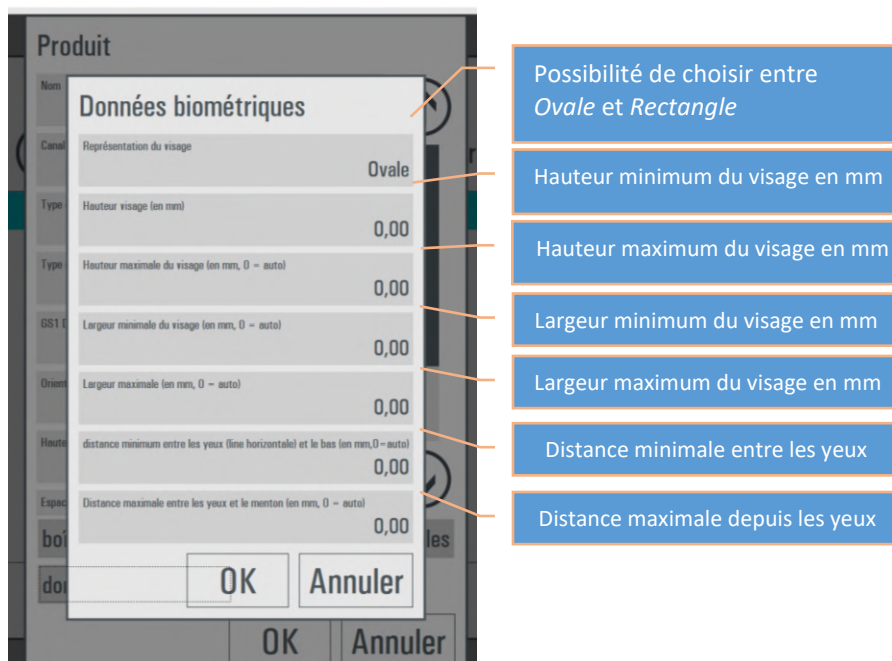 Produit
Nom
Données biométriques
Canal
Représentation du visage
Ovale
Type
Hauteur visage (en mm)
0,00
Type
Hauteur maximale du visage (en mm, 0 = auto)
0,00
GS1 D
Largeur minimale du visage (en mm, 0 = auto)
0,00
Orient
Largeur maximale (en mm, 0 = auto)
0,00
Haute
distance minimum entre les yeux (line horizontale) et le bas (en mm,0=auto)
0,00
Espac
Distance maximale entre les yeux et le menton (en mm, 0 = auto)
0,00
boî
les
OK Annuler
OK Annuler
Possibilité de choisir entre
Ovale et Rectangle
Hauteur minimum du visage en mm
Hauteur maximum du visage en mm
Largeur minimum du visage en mm
Largeur maximum du visage en mm
Distance minimale entre les yeux
Distance maximale depuis les yeux